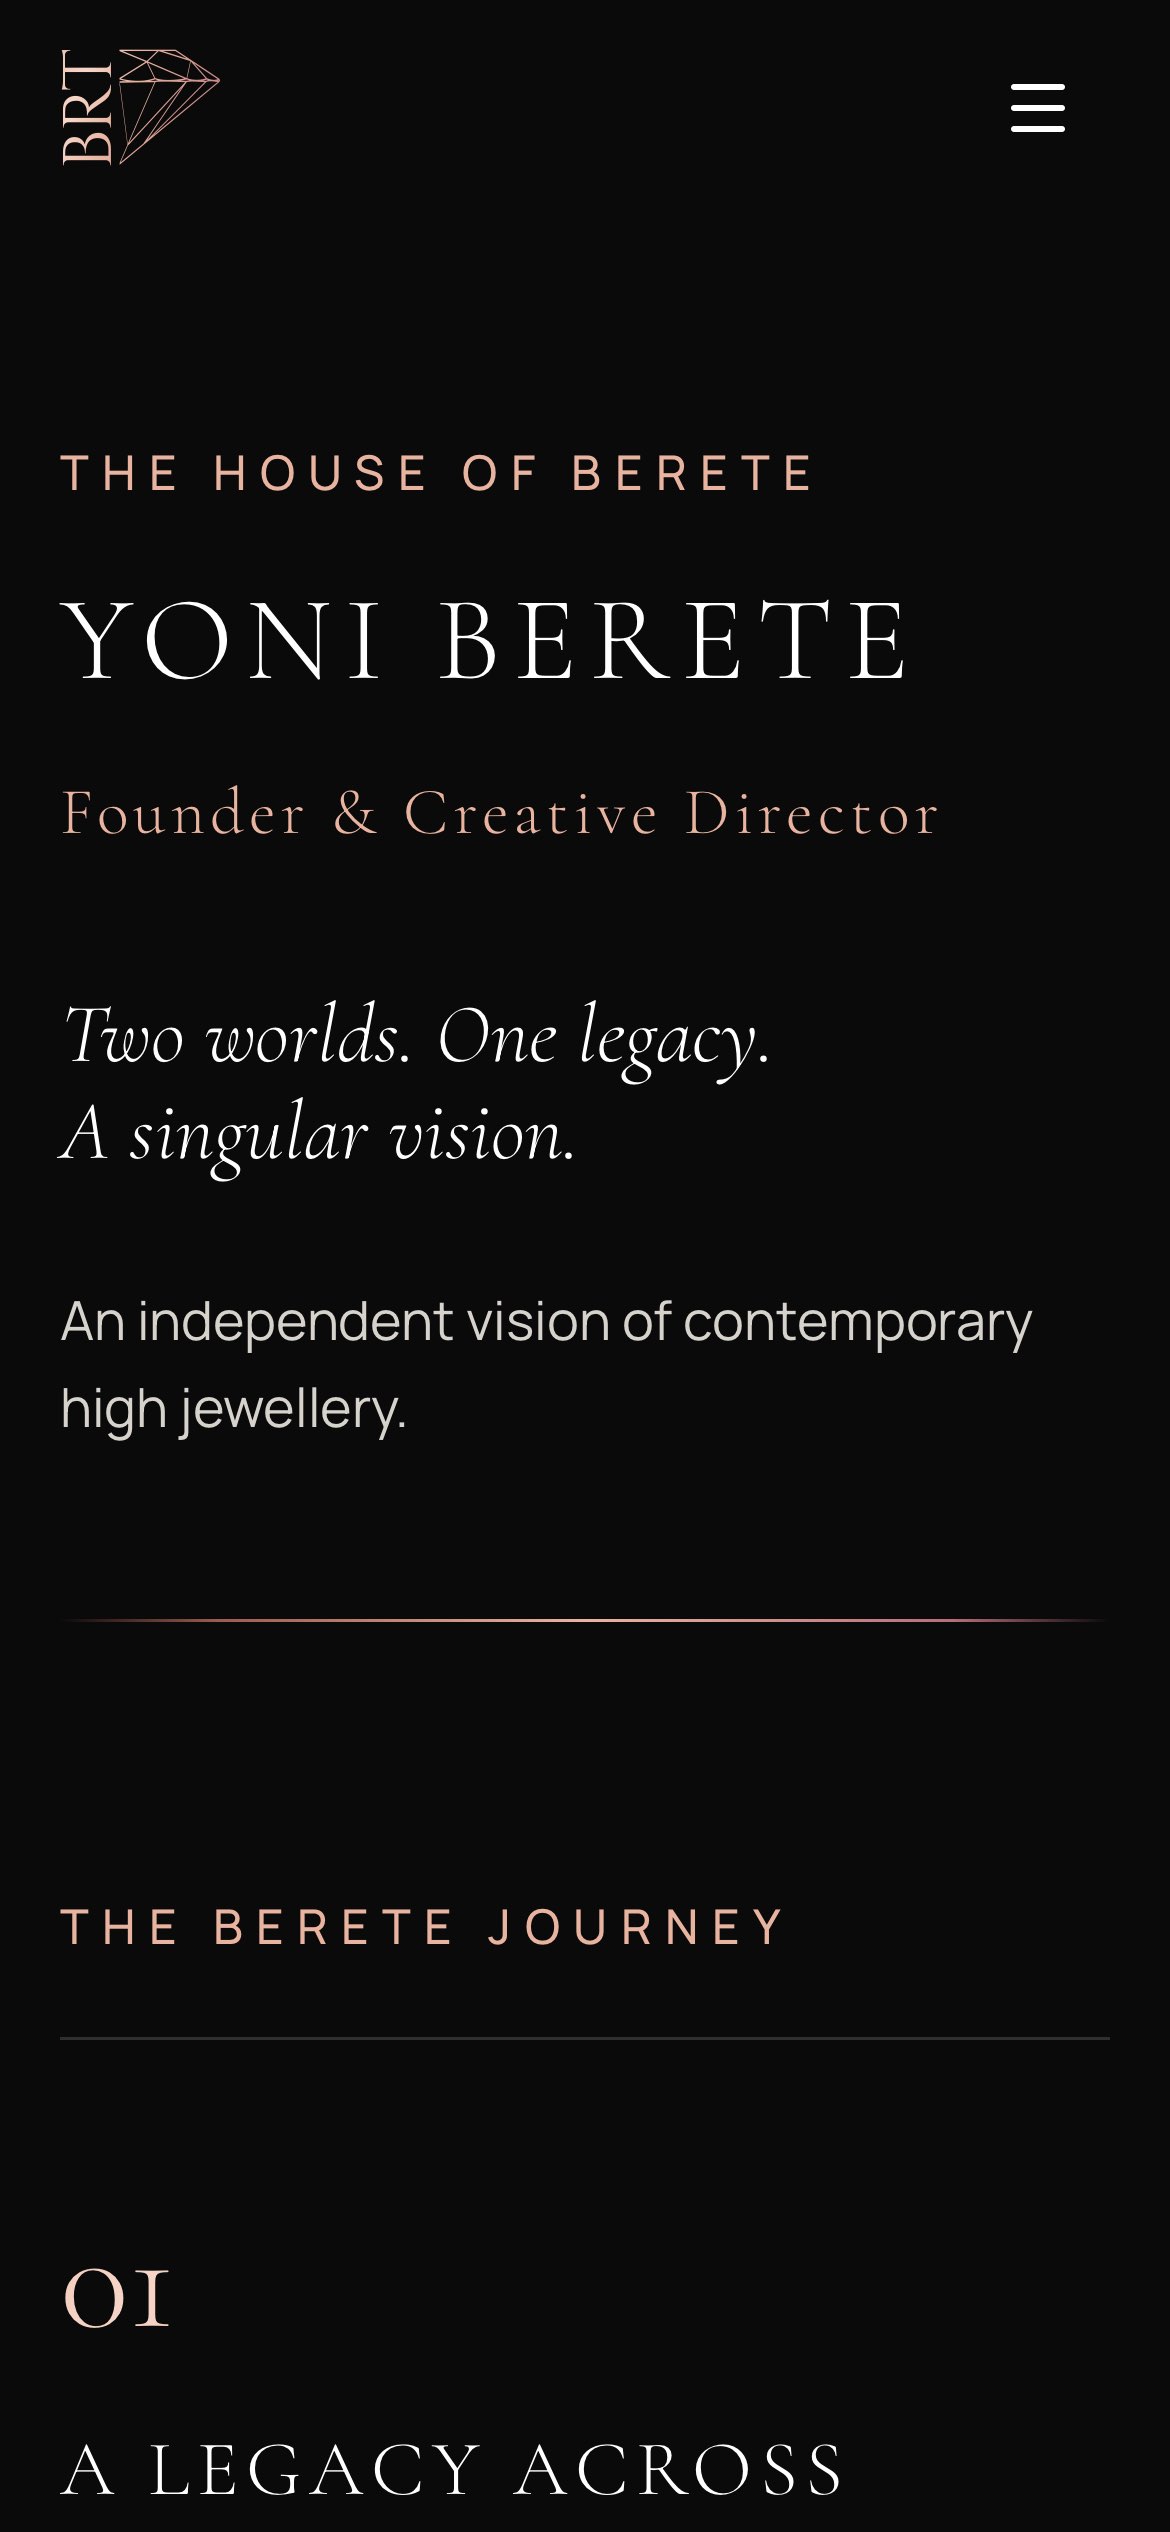 BRT
THE HOUSE OF BERETE
YONI BERETE
Founder & Creative Director
Two worlds. One legacy.
A singular vision.
An independent vision of contemporary
high jewellery.
THE BERETE JOURNEY
01
A LEGACY ACROSS